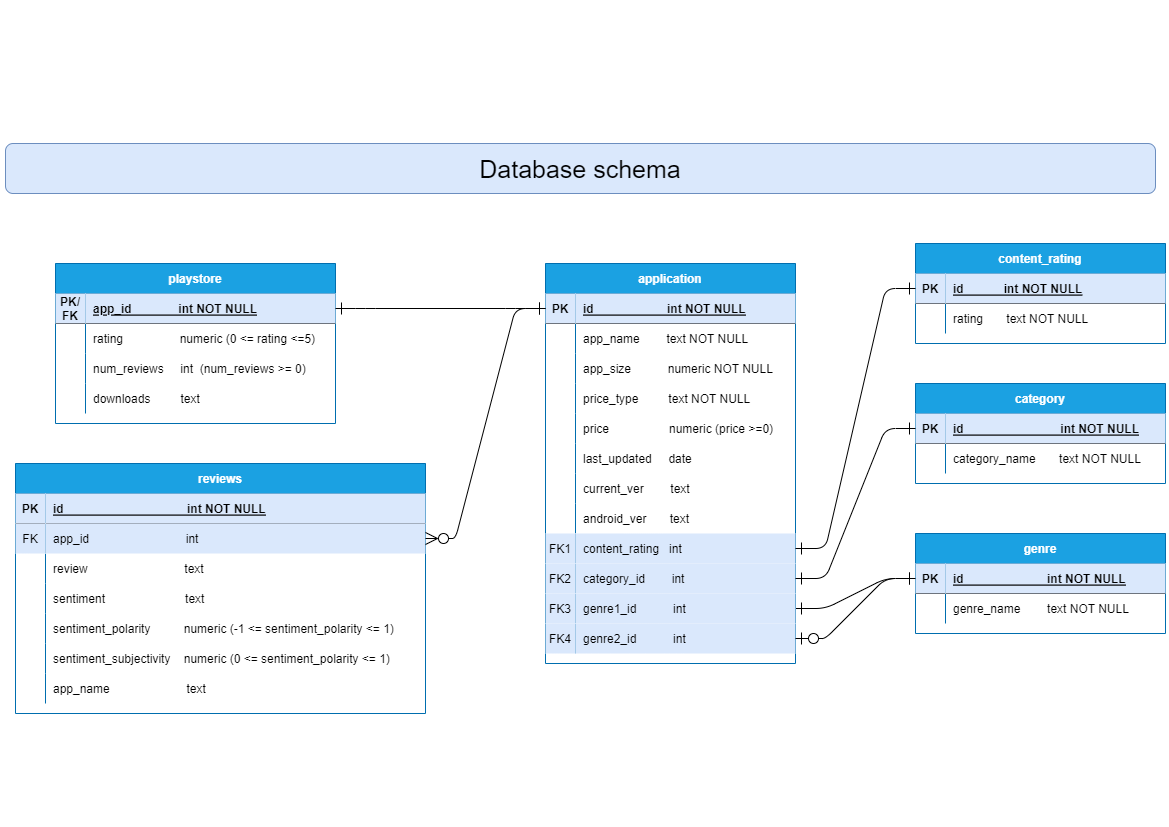 Database schema
playstore
PK/
FK
app_id int NOT NULL
rating numeric (0 <= rating <=5)
num_reviews int (num_reviews >= 0)
downloads text
reviews
PK id int NOT NULL
FK app_id int
review text
sentiment text
sentiment_polarity numeric (-1 <= sentiment_polarity <= 1)
sentiment_subjectivity numeric (0 <= sentiment_polarity <= 1)
app_name text
application
PK id int NOT NULL
app_name text NOT NULL
app_size numeric NOT NULL
price_type text NOT NULL
price numeric (price >=0)
last_updated date
current_ver text
android_ver text
FK1 content_rating int
FK2 category_id int
FK3 genre1_id int
FK4 genre2_id int
content_rating
PK id int NOT NULL
rating text NOT NULL
category
PK id int NOT NULL
category_name text NOT NULL
genre
PK id int NOT NULL
genre_name text NOT NULL